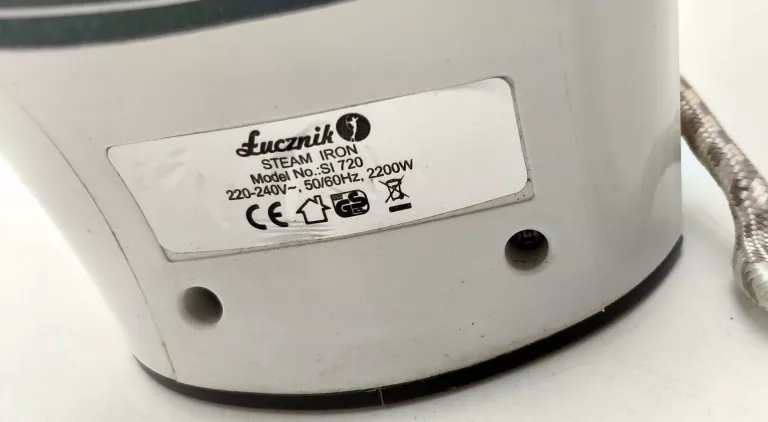 Łucznik
STEAM IRON
Model No.:SI 720
220-240V~, 50/60Hz, 2200W
CE GS